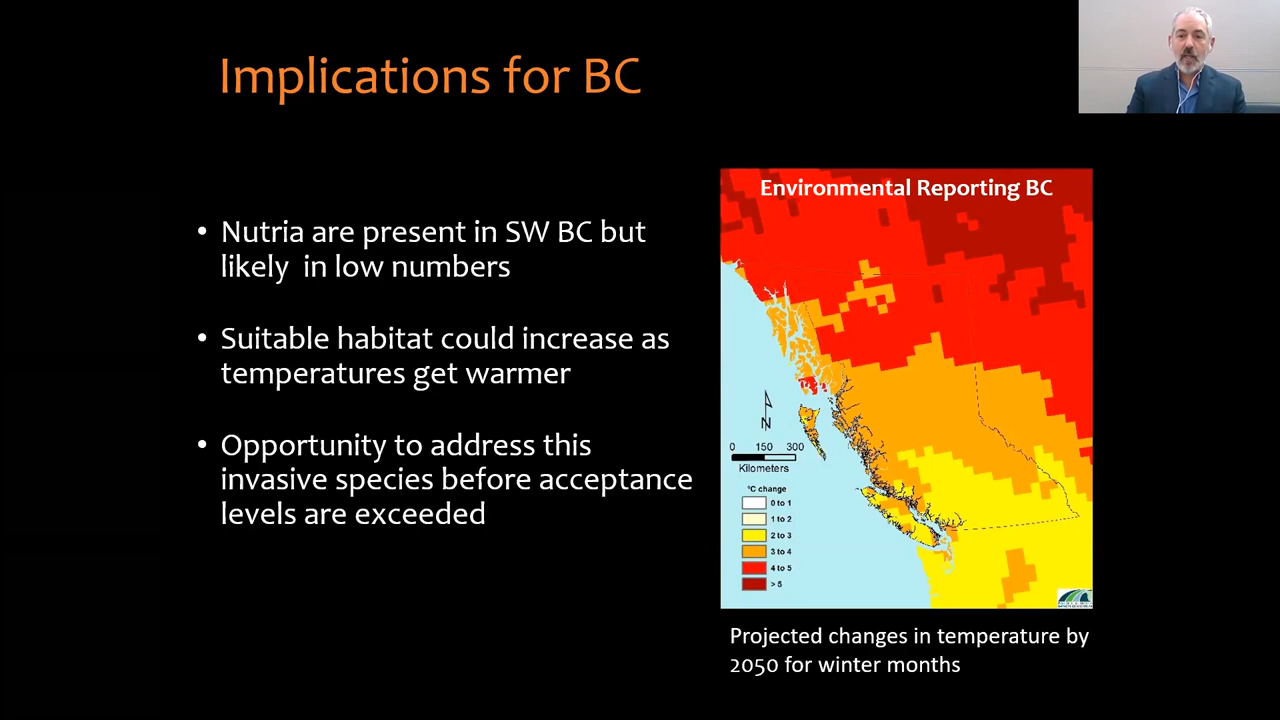 Implications for BC
• Nutria are present in SW BC but
likely in low numbers
• Suitable habitat could increase as
temperatures get warmer
• Opportunity to address this
invasive species before acceptance
levels are exceeded
Environmental Reporting BC
N
0 150 300
Kilometers
°C change
0 to 1
1 to 2
2 to 3
3 to 4
4 to 5
> 5
Projected changes in temperature by
2050 for winter months